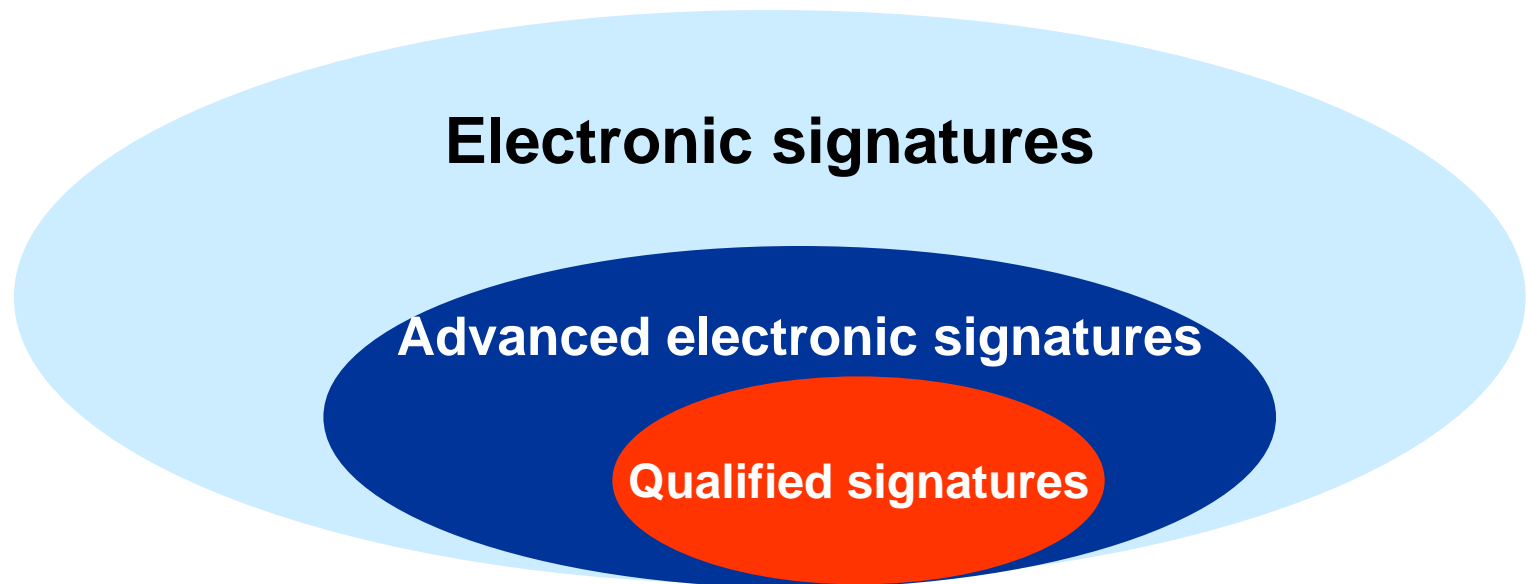 Electronic signatures
Advanced electronic signatures
Qualified signatures